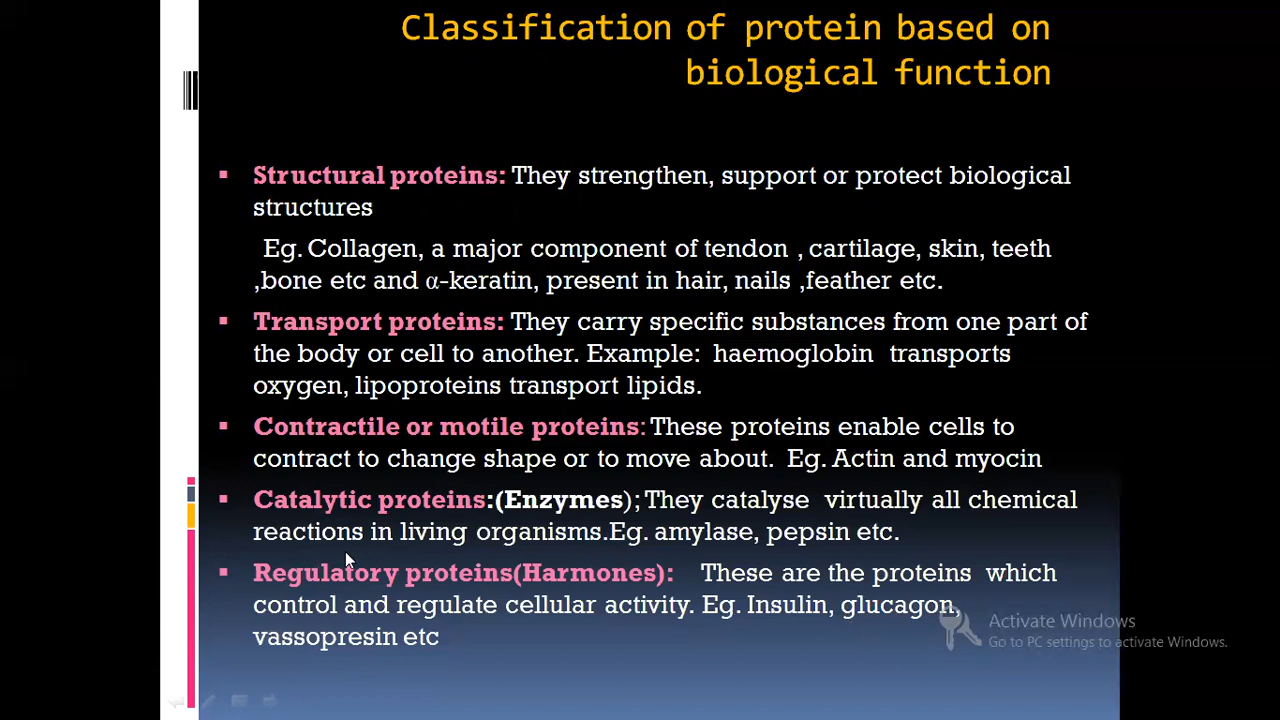 Classification of protein based on
biological function
▪ Structural proteins: They strengthen, support or protect biological
structures
Eg. Collagen, a major component of tendon , cartilage, skin, teeth
,bone etc and α-keratin, present in hair, nails ,feather etc.
▪ Transport proteins: They carry specific substances from one part of
the body or cell to another. Example: haemoglobin transports
oxygen, lipoproteins transport lipids.
▪ Contractile or motile proteins: These proteins enable cells to
contract to change shape or to move about. Eg. Actin and myocin
▪ Catalytic proteins:(Enzymes); They catalyse virtually all chemical
reactions in living organisms.Eg. amylase, pepsin etc.
▪ Regulatory proteins(Harmones): These are the proteins which
control and regulate cellular activity. Eg. Insulin, glucagon,
vassopresin etc
Activate Windows
Go to PC settings to activate Windows.